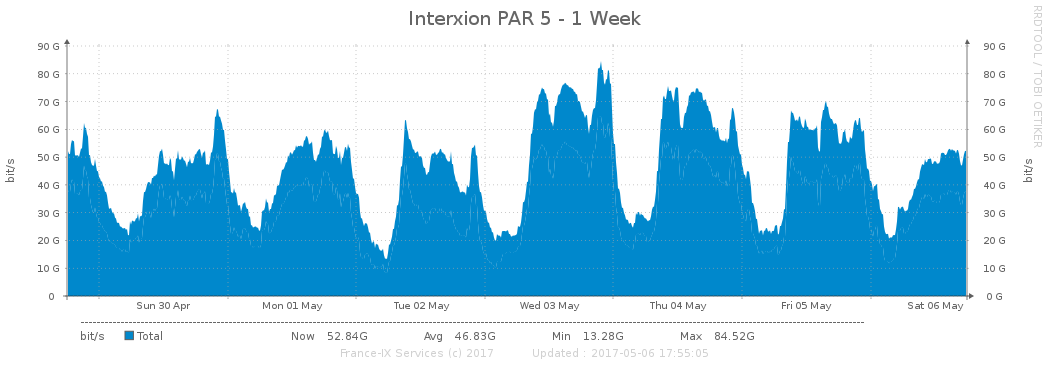 Interxion PAR 5 - 1 Week
RRDTOOL / TOBI OETIKER
bit/s
90 G 90 G
80 G 80 G
70 G 70 G
60 G 60 G
50 G 50 G
40 G 40 G
30 G 30 G
20 G 20 G
10 G 10 G
0 0 G
bit/s
Sun 30 Apr Mon 01 May Tue 02 May Wed 03 May Thu 04 May Fri 05 May Sat 06 May
bit/s Total Now 52.84G Avg 46.83G Min 13.28G Max 84.52G
France-IX Services (c) 2017 Updated : 2017-05-06 17:55:05